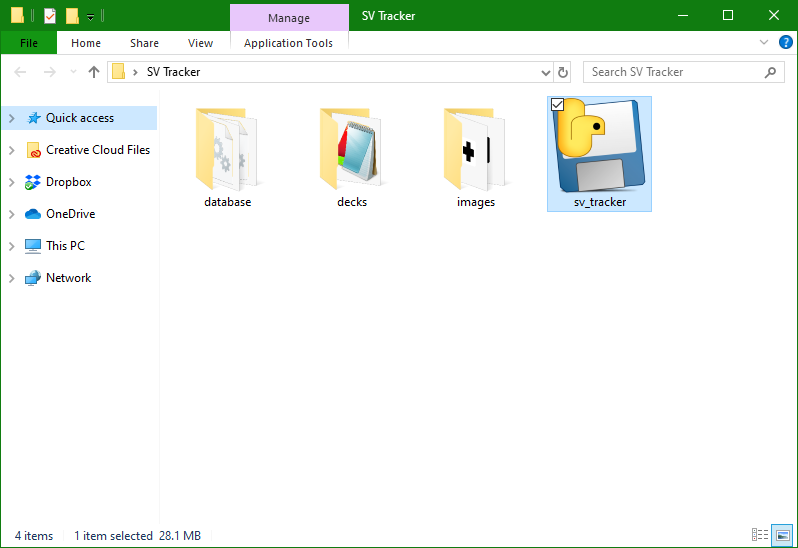 Manage
SV Tracker
File
Home
Share
View
Application Tools
SV Tracker
Search SV Tracker
Quick access
Creative Cloud Files
Dropbox
OneDrive
This PC
Network
database
decks
images
sv_tracker
4 items
1 item selected 28.1 MB